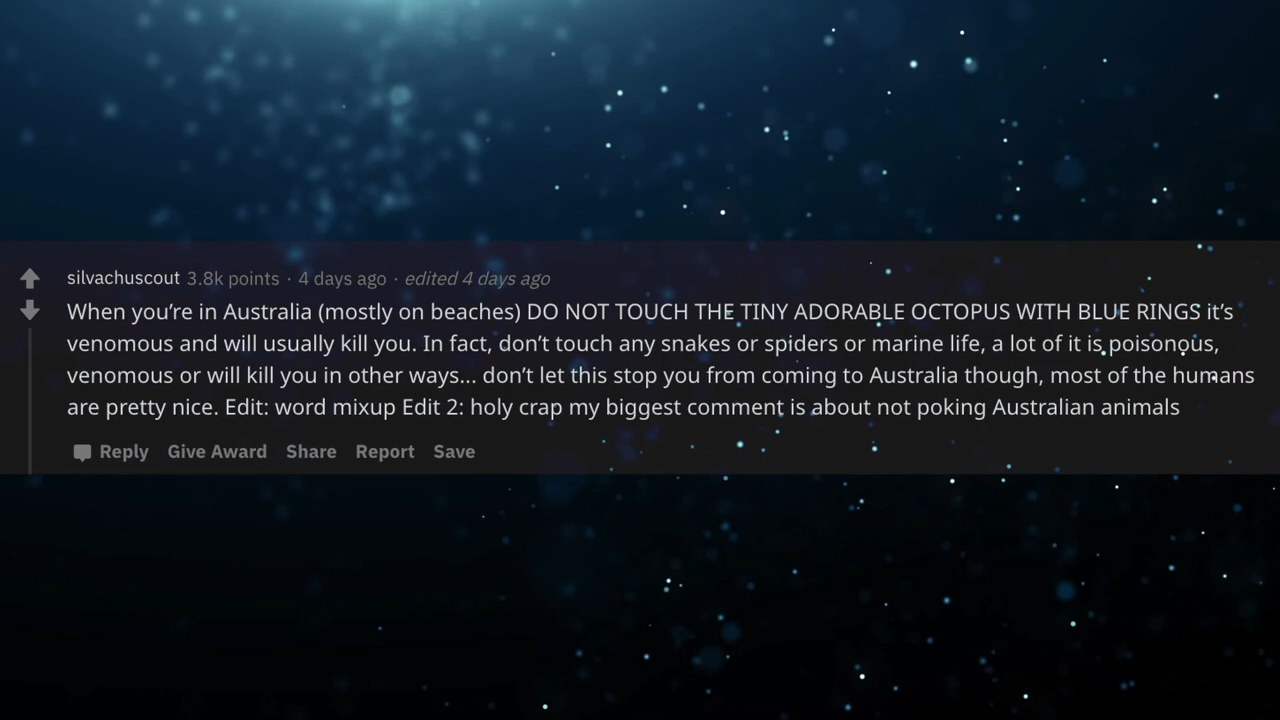 silvachuscout 3.8k points · 4 days ago · edited 4 days ago
When you’re in Australia (mostly on beaches) DO NOT TOUCH THE TINY ADORABLE OCTOPUS WITH BLUE RINGS it’s
venomous and will usually kill you. In fact, don’t touch any snakes or spiders or marine life, a lot of it is poisonous,
venomous or will kill you in other ways... don’t let this stop you from coming to Australia though, most of the humans
are pretty nice. Edit: word mixup Edit 2: holy crap my biggest comment is about not poking Australian animals
Reply Give Award Share Report Save